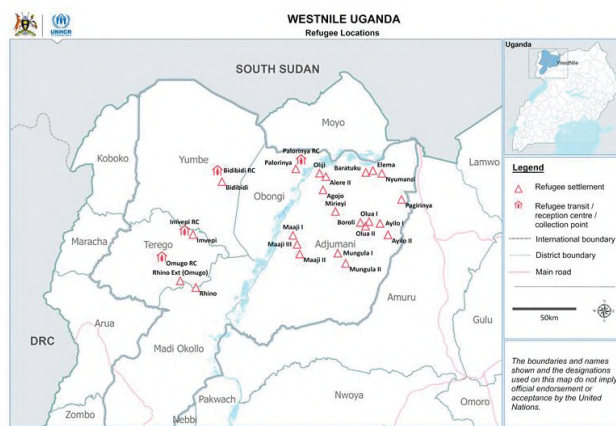 UNHCR
WESTNILE UGANDA
Refugee Locations
SOUTH SUDAN
Uganda
WestNile
Moyo
Koboko
Yumbe
Lamwo
Palorinya RC
Palorinya
Bidibidi RC
Bidibidi
Oliji
Baratuku
Elema
Alere II
Nyumanzi
Agojo
Obongi
Mirieyi
Pagirinya
Imvepi RC
Imvepi
Maaji I
Boroli
Olua I
Ayilo I
Olua II
Maracha
Terego
Maaji III
Adjumani
Ayilo II
Omugo RC
Maaji II
Mungula I
Mungula II
Rhino Ext (Omugo)
Rhino
Amuru
Arua
Gulu
DRC
Madi Okollo
Zombo
Nebbi
Pakwach
Nwoya
Omoro
Legend
Refugee settlement
Refugee transit /
reception centre /
collection point
International boundary
District boundary
Main road
50km
The boundaries and names
shown and the designations
used on this map do not imply
official endorsement or
acceptance by the United
Nations.